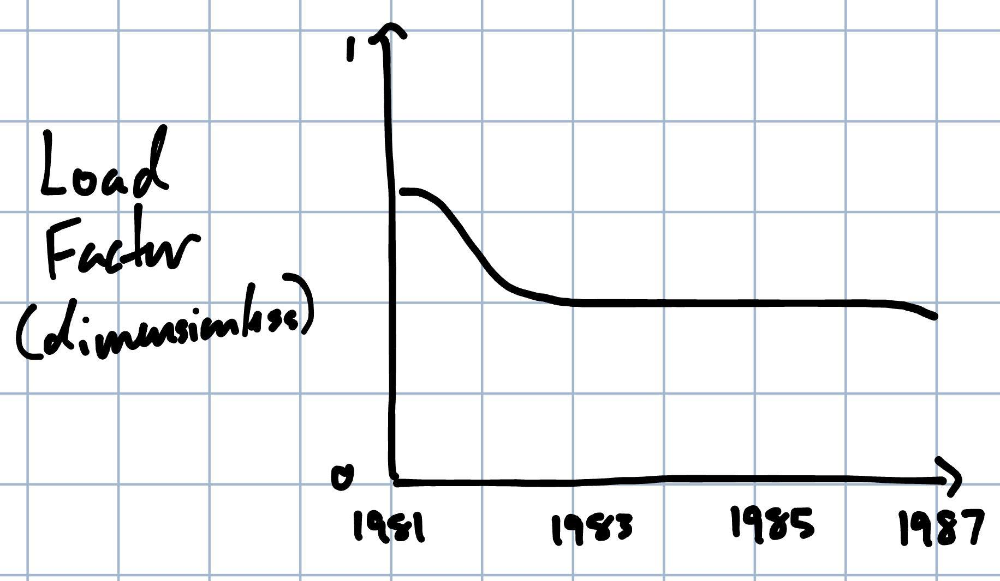 1
Load
Factor
(dimensionless)
0
1981 1983 1985 1987